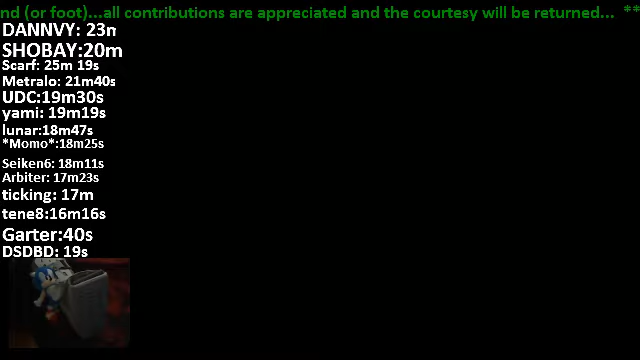 nd (or foot)...all contributions are appreciated and the courtesy will be returned... **
DANNVY: 23m
SHOBAY:20m
Scarf: 25m 19s
Metralo: 21m40s
UDC:19m30s
yami: 19m19s
lunar:18m47s
*Momo*:18m25s
Seiken6: 18m11s
Arbiter: 17m23s
ticking: 17m
tene8:16m16s
Garter:40s
DSDBD: 19s